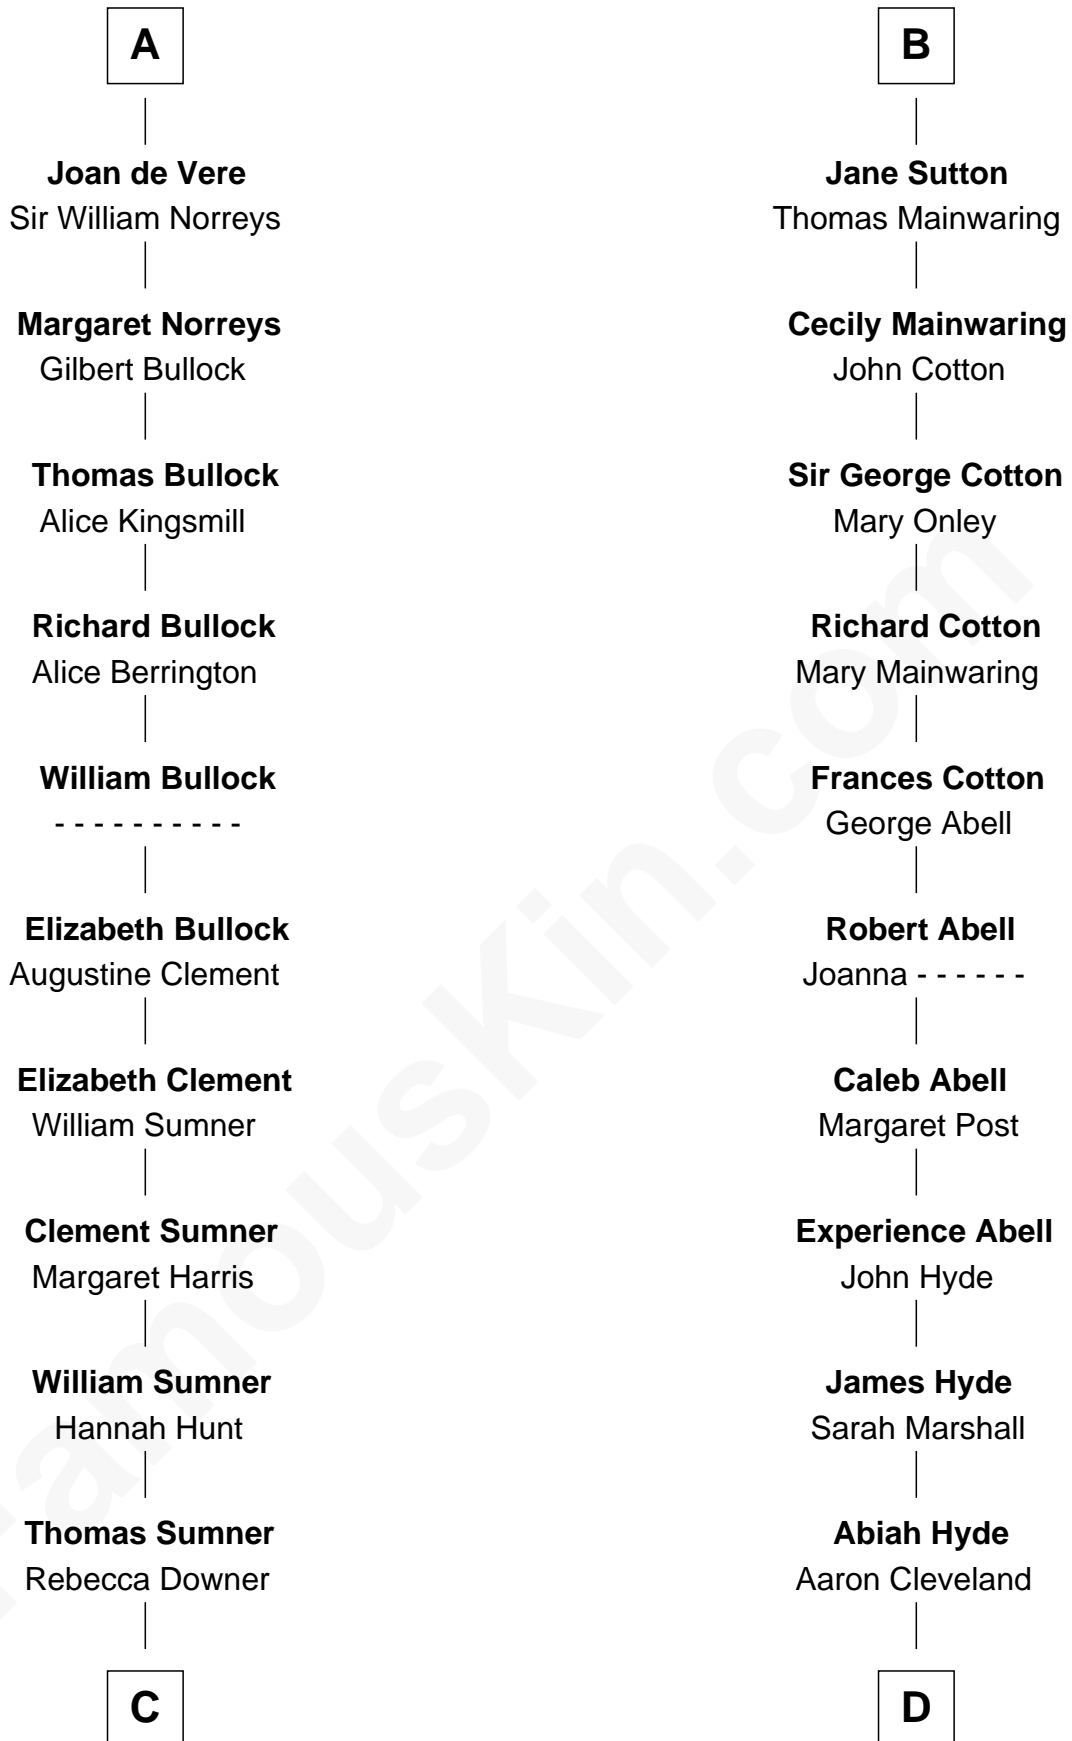 A
Joan de Vere
Sir William Norreys
Margaret Norreys
Gilbert Bullock
Thomas Bullock
Alice Kingsmill
Richard Bullock
Alice Berrington
William Bullock
- - - - - - - - - -
Elizabeth Bullock
Augustine Clement
Elizabeth Clement
William Sumner
Clement Sumner
Margaret Harris
William Sumner
Hannah Hunt
Thomas Sumner
Rebecca Downer
C
B
Jane Sutton
Thomas Mainwaring
Cecily Mainwaring
John Cotton
Sir George Cotton
Mary Onley
Richard Cotton
Mary Mainwaring
Frances Cotton
George Abell
Robert Abell
Joanna - - - - - -
Caleb Abell
Margaret Post
Experience Abell
John Hyde
James Hyde
Sarah Marshall
Abiah Hyde
Aaron Cleveland
D
FamousKin.com